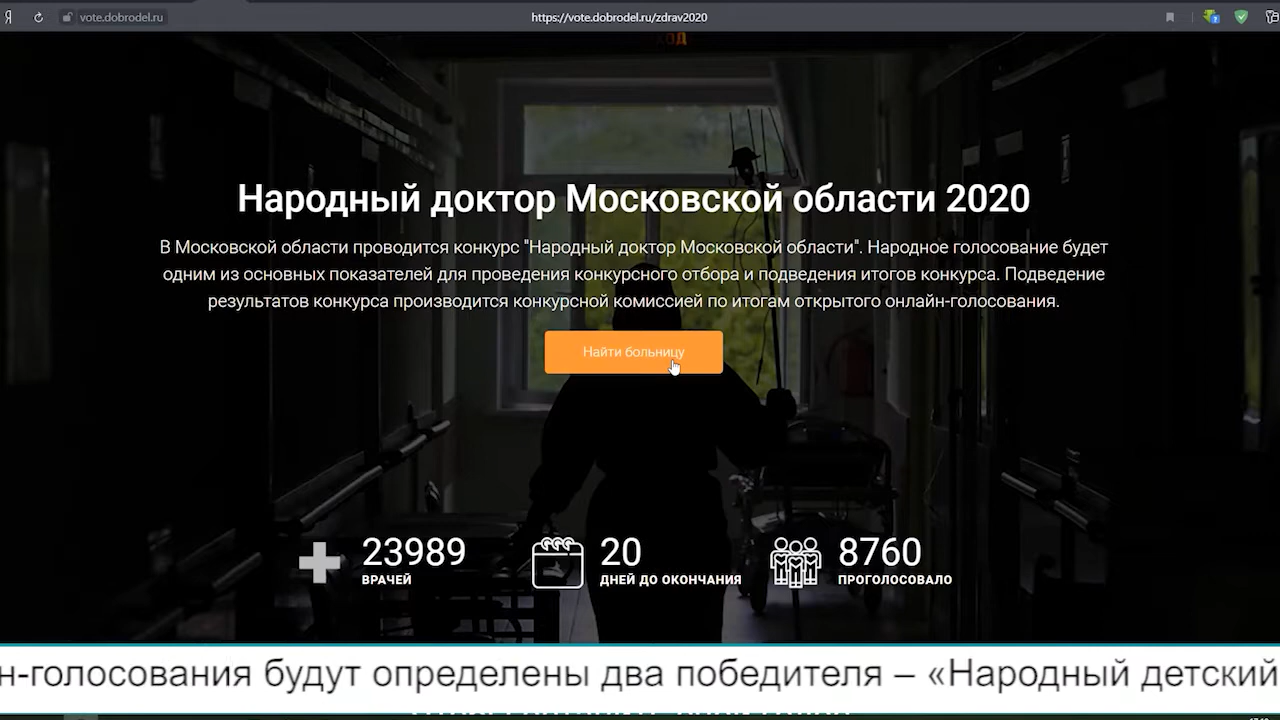 Я vote.dobrodel.ru https://vote.dobrodel.ru/zdrav2020
Народный доктор Московской области 2020
В Московской области проводится конкурс "Народный доктор Московской области". Народное голосование будет
одним из основных показателей для проведения конкурсного отбора и подведения итогов конкурса. Подведение
результатов конкурса производится конкурсной комиссией по итогам открытого онлайн-голосования.
Найти больницу
23989 20 8760
ВРАЧЕЙ ДНЕЙ ДО ОКОНЧАНИЯ ПРОГОЛОСОВАЛО
н-голосования будут определены два победителя – «Народный детский